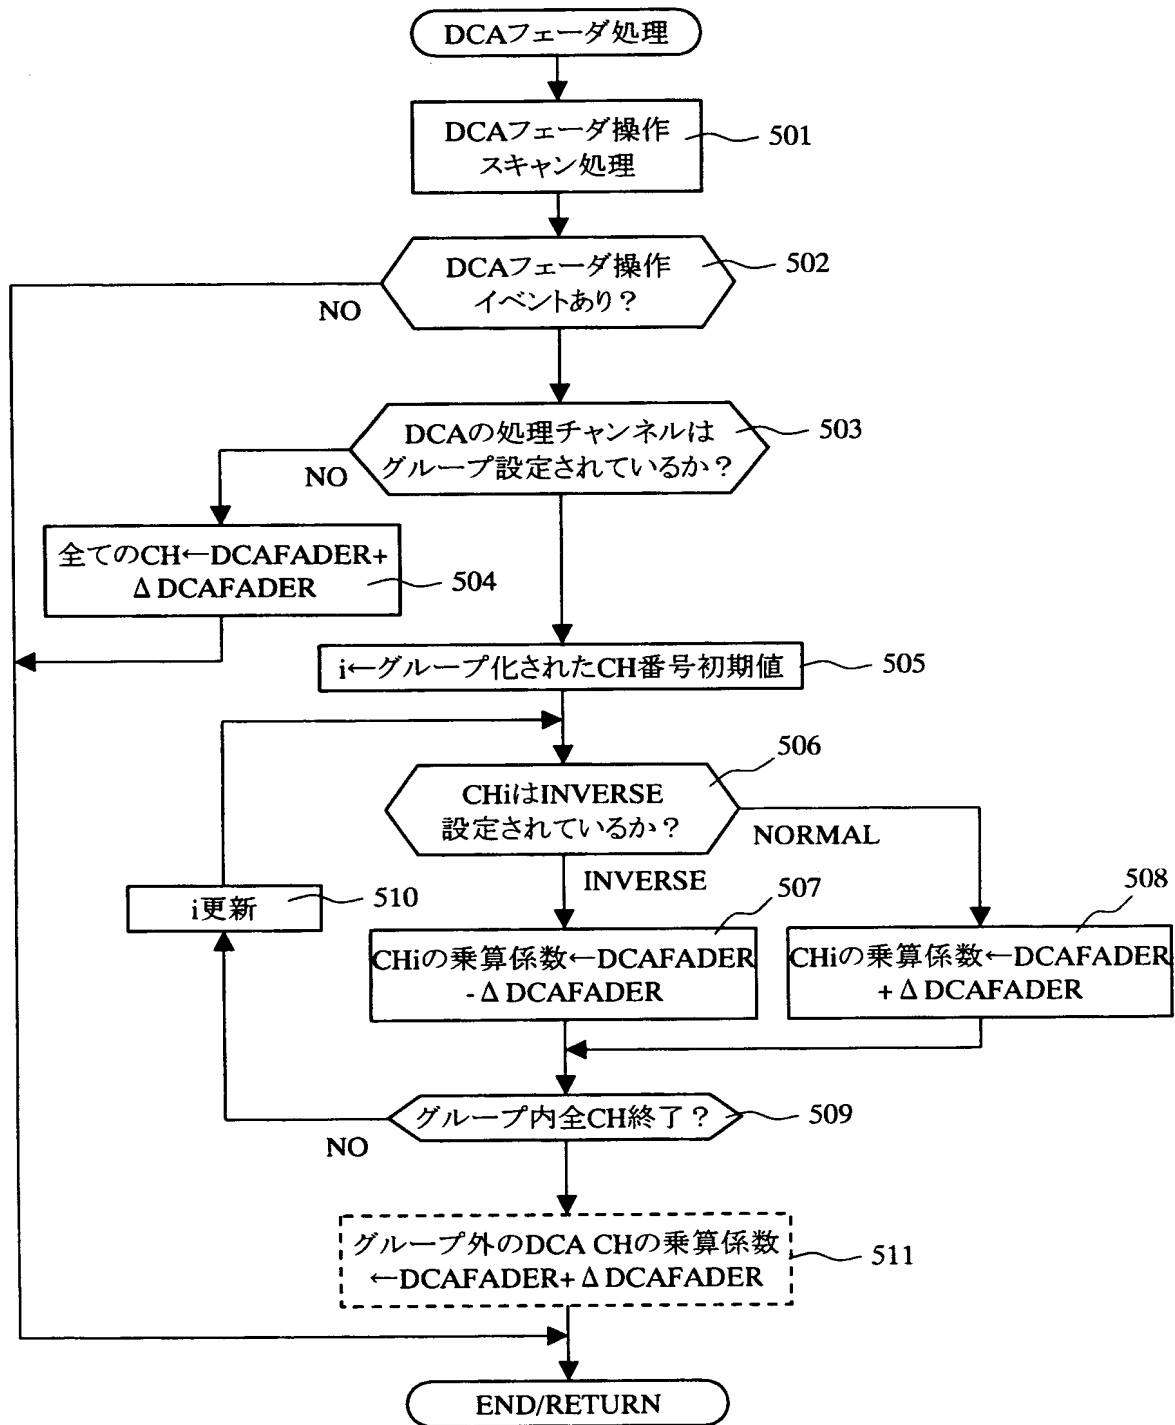 DCAフェーダ処理
DCAフェーダ操作
スキャン処理
501
DCAフェーダ操作
イベントあり？
502
NO
DCAの処理チャンネルは
グループ設定されているか？
503
NO
全てのCH←DCAFADER+
Δ DCAFADER
504
i←グループ化されたCH番号初期値
505
506
CHiはINVERSE
設定されているか？
NORMAL
INVERSE
i更新
510
507
CHiの乗算係数←DCAFADER
- Δ DCAFADER
508
CHiの乗算係数←DCAFADER
+ Δ DCAFADER
グループ内全CH終了？
509
NO
グループ外のDCA CHの乗算係数
←DCAFADER+ Δ DCAFADER
511
END/RETURN